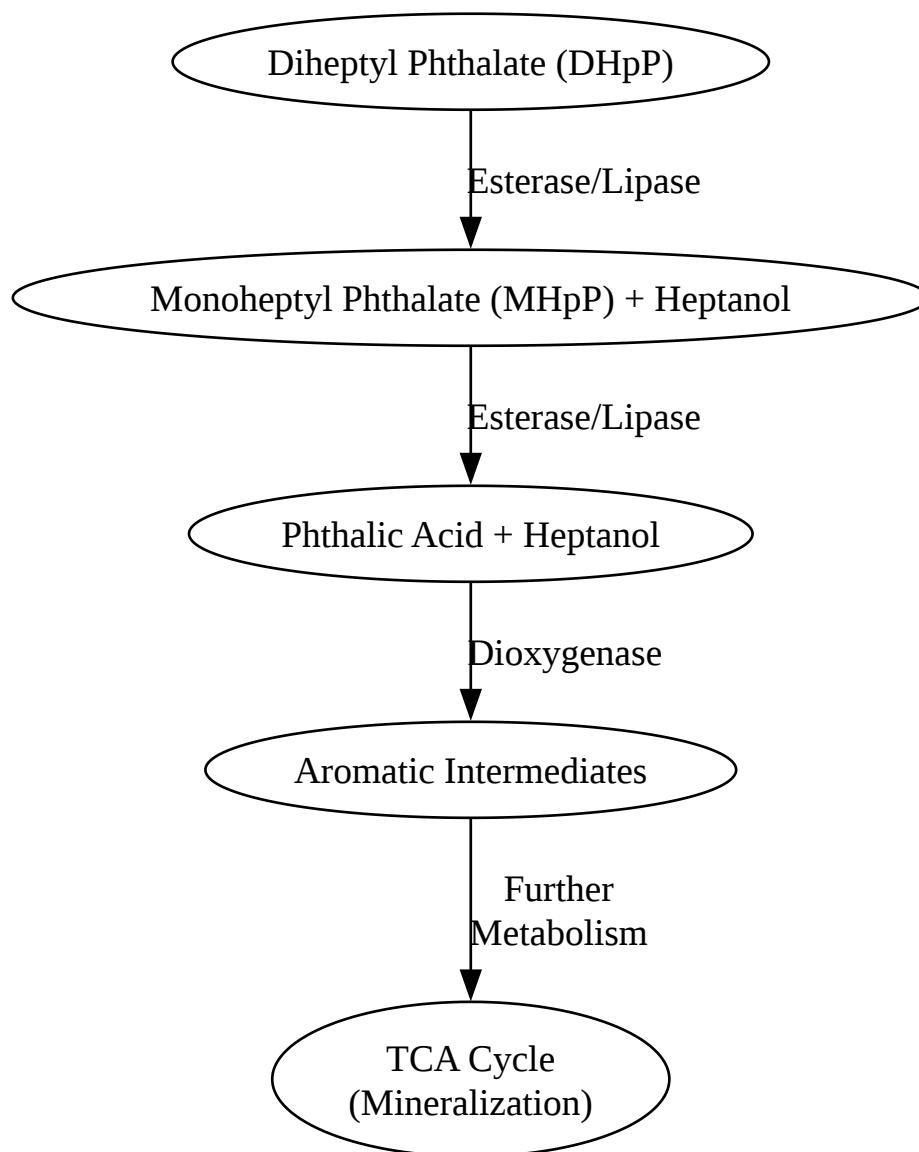 Diheptyl Phthalate (DHpP)
Esterase/Lipase
Monoheptyl Phthalate (MHpP) + Heptanol
Esterase/Lipase
Phthalic Acid + Heptanol
Dioxygenase
Aromatic Intermediates
Further
Metabolism
TCA Cycle
(Mineralization)